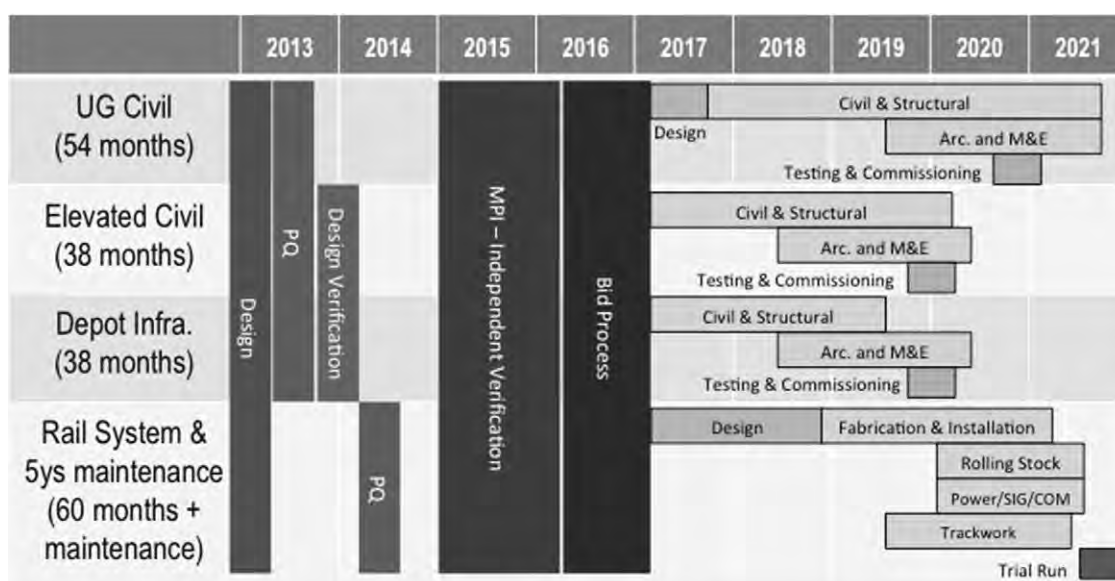 2013 2014 2015 2016 2017 2018 2019 2020 2021
UG Civil
(54 months)
Elevated Civil
(38 months)
Depot Infra.
(38 months)
Rail System &
5ys maintenance
(60 months +
maintenance)
Design
PQ
Design Verification
PQ
MPI – Independent Verification
Bid Process
Civil & Structural
Design
Arc. and M&E
Testing & Commissioning
Civil & Structural
Arc. and M&E
Testing & Commissioning
Civil & Structural
Arc. and M&E
Testing & Commissioning
Design
Fabrication & Installation
Rolling Stock
Power/SIG/COM
Trackwork
Trial Run